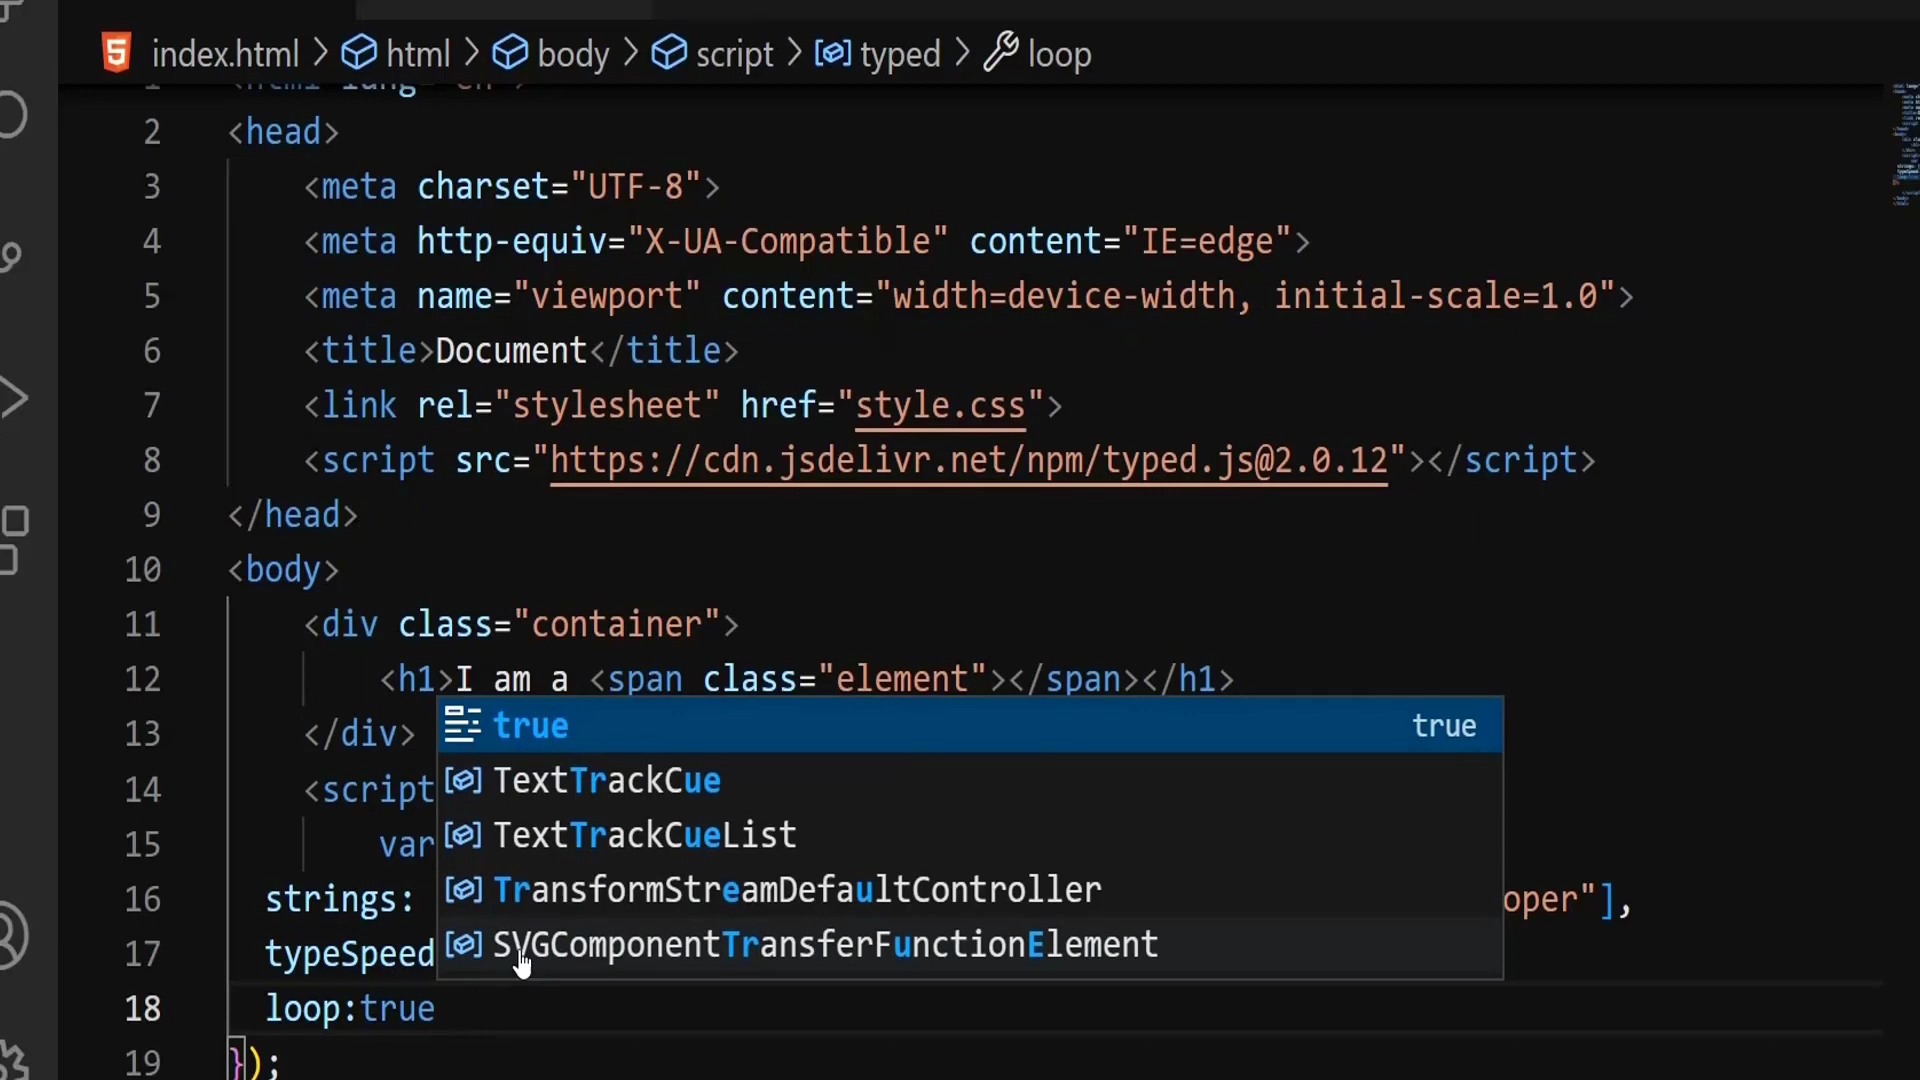 index.html > html > body > script > typed > loop
1 <html lang="en">
2 <head>
3 <meta charset="UTF-8">
4 <meta http-equiv="X-UA-Compatible" content="IE=edge">
5 <meta name="viewport" content="width=device-width, initial-scale=1.0">
6 <title>Document</title>
7 <link rel="stylesheet" href="style.css">
8 <script src="https://cdn.jsdelivr.net/npm/typed.js@2.0.12"></script>
9 </head>
10 <body>
11 <div class="container">
12 <h1>I am a <span class="element"></span></h1>
13 </div>
14 <script
15 var
16 strings: oper"],
17 typeSpeed
18 loop:true
19 });
true true
TextTrackCue
TextTrackCueList
TransformStreamDefaultController
SVGComponentTransferFunctionElement